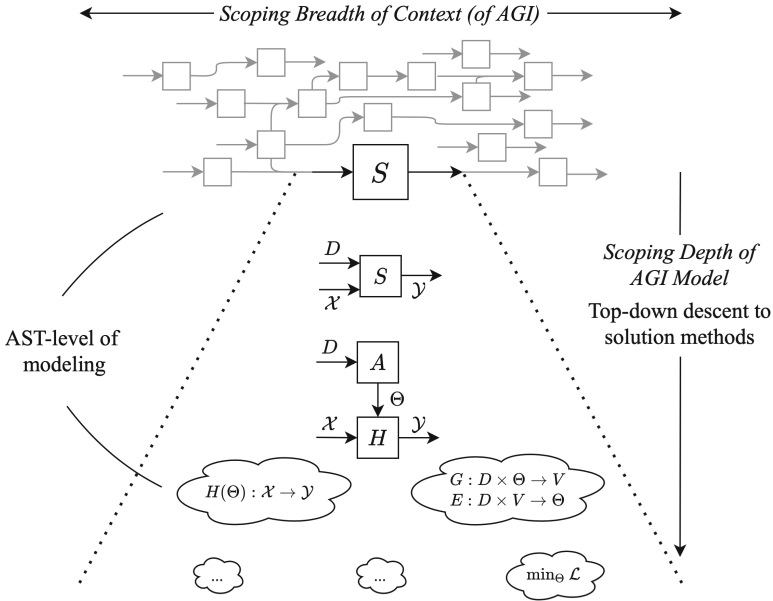 Scoping Breadth of Context (of AGI)
S
D
S
𝒳
𝒴
Scoping Depth of
AGI Model
Top-down descent to
solution methods
AST-level of
modeling
D
A
Θ
𝒳
H
𝒴
H(Θ) : 𝒳 → 𝒴
G : D × Θ → V
E : D × V → Θ
...
...
min_Θ ℒ